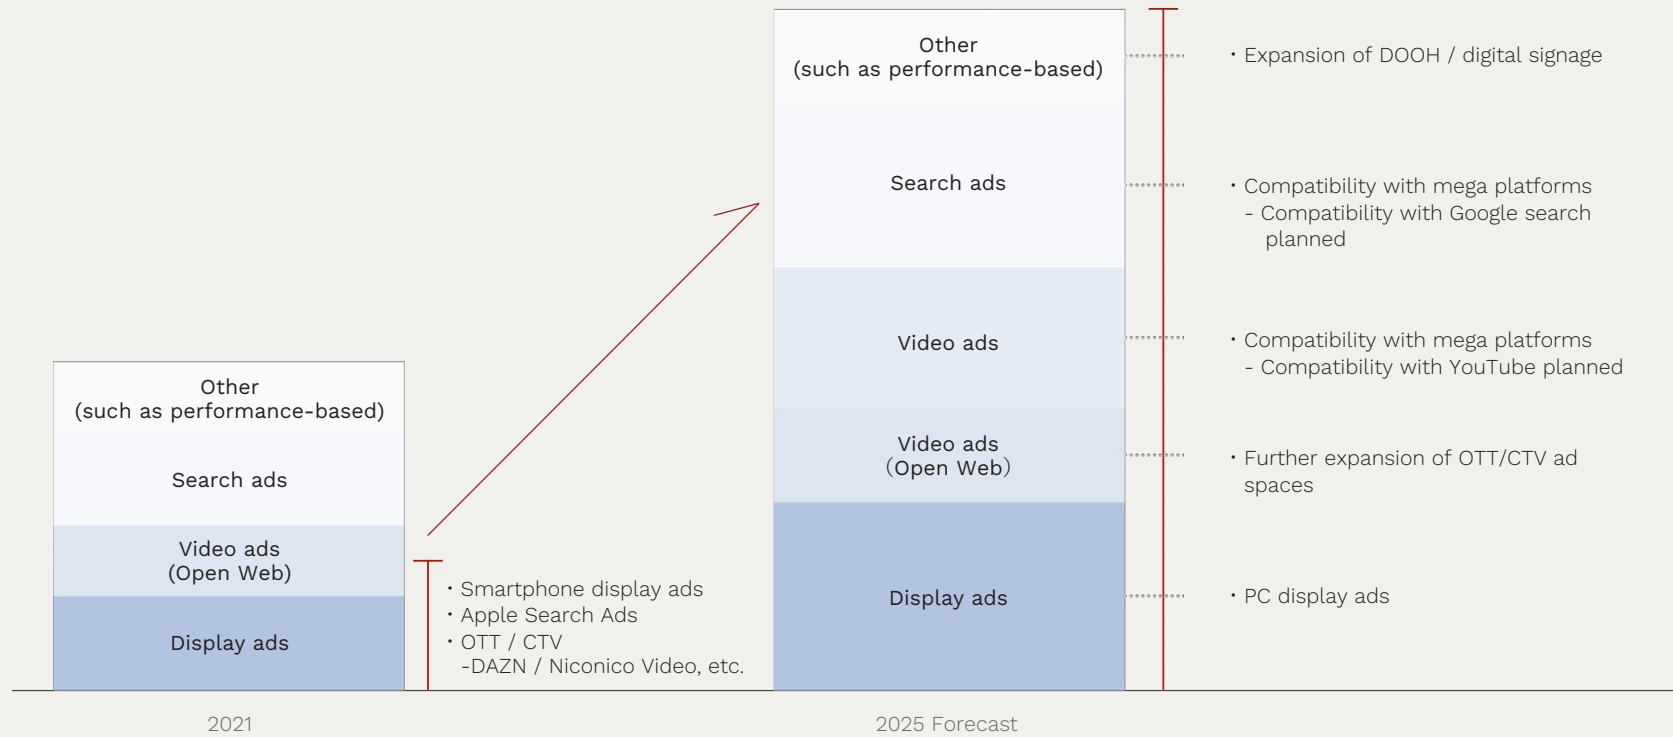 Other
(such as performance-based)
Search ads
Video ads
(Open Web)
Display ads
・Smartphone display ads
・Apple Search Ads
・OTT / CTV
-DAZN / Niconico Video, etc.
2021
Other
(such as performance-based)
Search ads
Video ads
Video ads
（Open Web）
Display ads
2025 Forecast
・Expansion of DOOH / digital signage
・Compatibility with mega platforms
- Compatibility with Google search
planned
・Compatibility with mega platforms
- Compatibility with YouTube planned
・Further expansion of OTT/CTV ad
spaces
・PC display ads